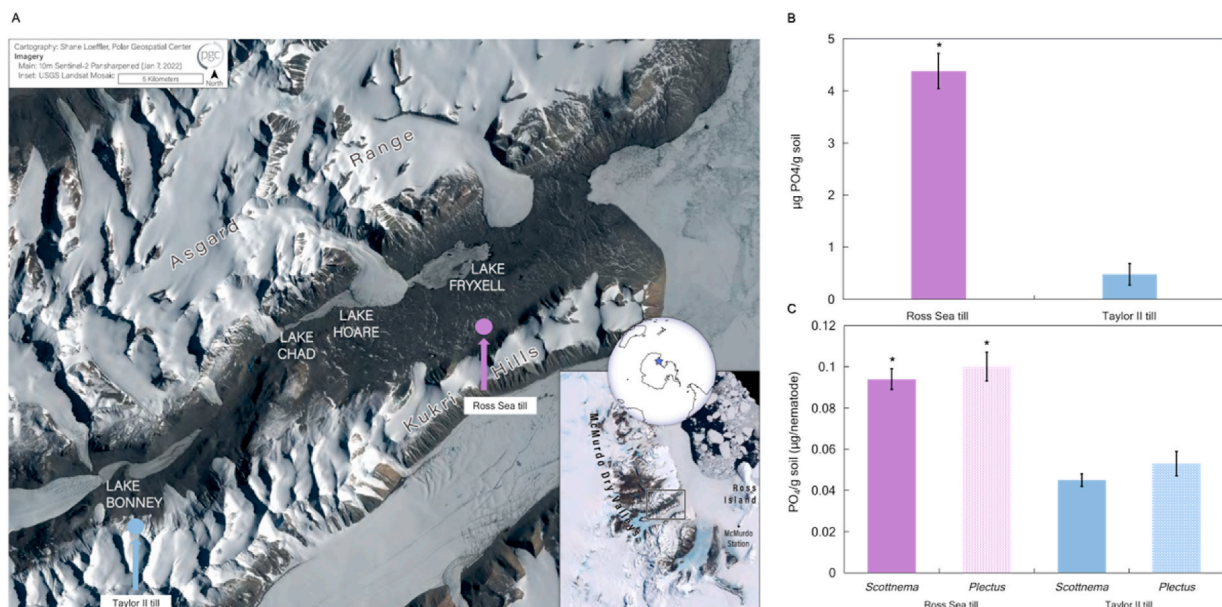 A
Cartography: Shane Loeffler, Polar Geospatial Center
Imagery
Main: 10m Sentinel-2 Pansharpened (Jan 7, 2022)
Inset: USGS Landsat Mosaic
5 Kilometers
pgc
North
Asgard
Range
LAKE
FRYXELL
LAKE
HOARE
LAKE
CHAD
Kukri Hills
Ross Sea till
LAKE
BONNEY
Taylor II till
McMurdo Dry Valleys
Ross
Island
McMurdo
Station
B
µg PO4/g soil
5
4
3
2
1
0
*
Ross Sea till
Taylor II till
C
PO₄/g soil (µg/nematode)
0.12
0.1
0.08
0.06
0.04
0.02
0
*
*
Scottnema
Plectus
Scottnema
Plectus
Ross Sea till
Taylor II till